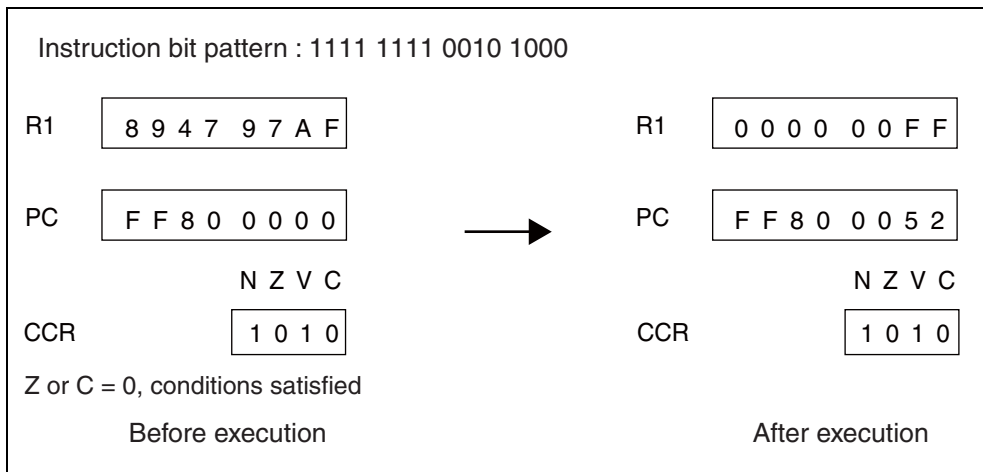 Instruction bit pattern : 1111 1111 0010 1000
R1 8 9 4 7 9 7 A F R1 0 0 0 0 0 0 F F
PC F F 8 0 0 0 0 0 PC F F 8 0 0 0 5 2
N Z V C N Z V C
CCR 1 0 1 0 CCR 1 0 1 0
Z or C = 0, conditions satisfied
Before execution After execution